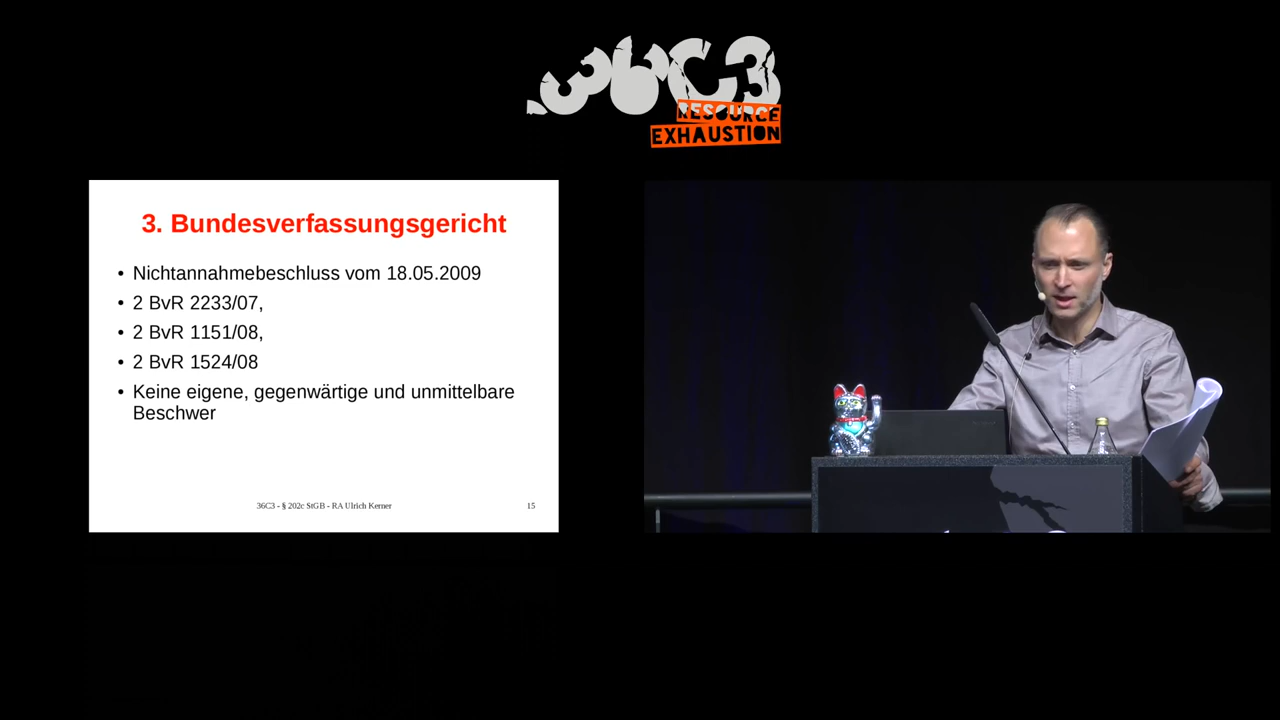 36C3
RESOURCE
EXHAUSTION
3. Bundesverfassungsgericht
• Nichtannahmebeschluss vom 18.05.2009
• 2 BvR 2233/07,
• 2 BvR 1151/08,
• 2 BvR 1524/08
• Keine eigene, gegenwärtige und unmittelbare
Beschwer
36C3 - § 202c StGB - RA Ulrich Kerner
15